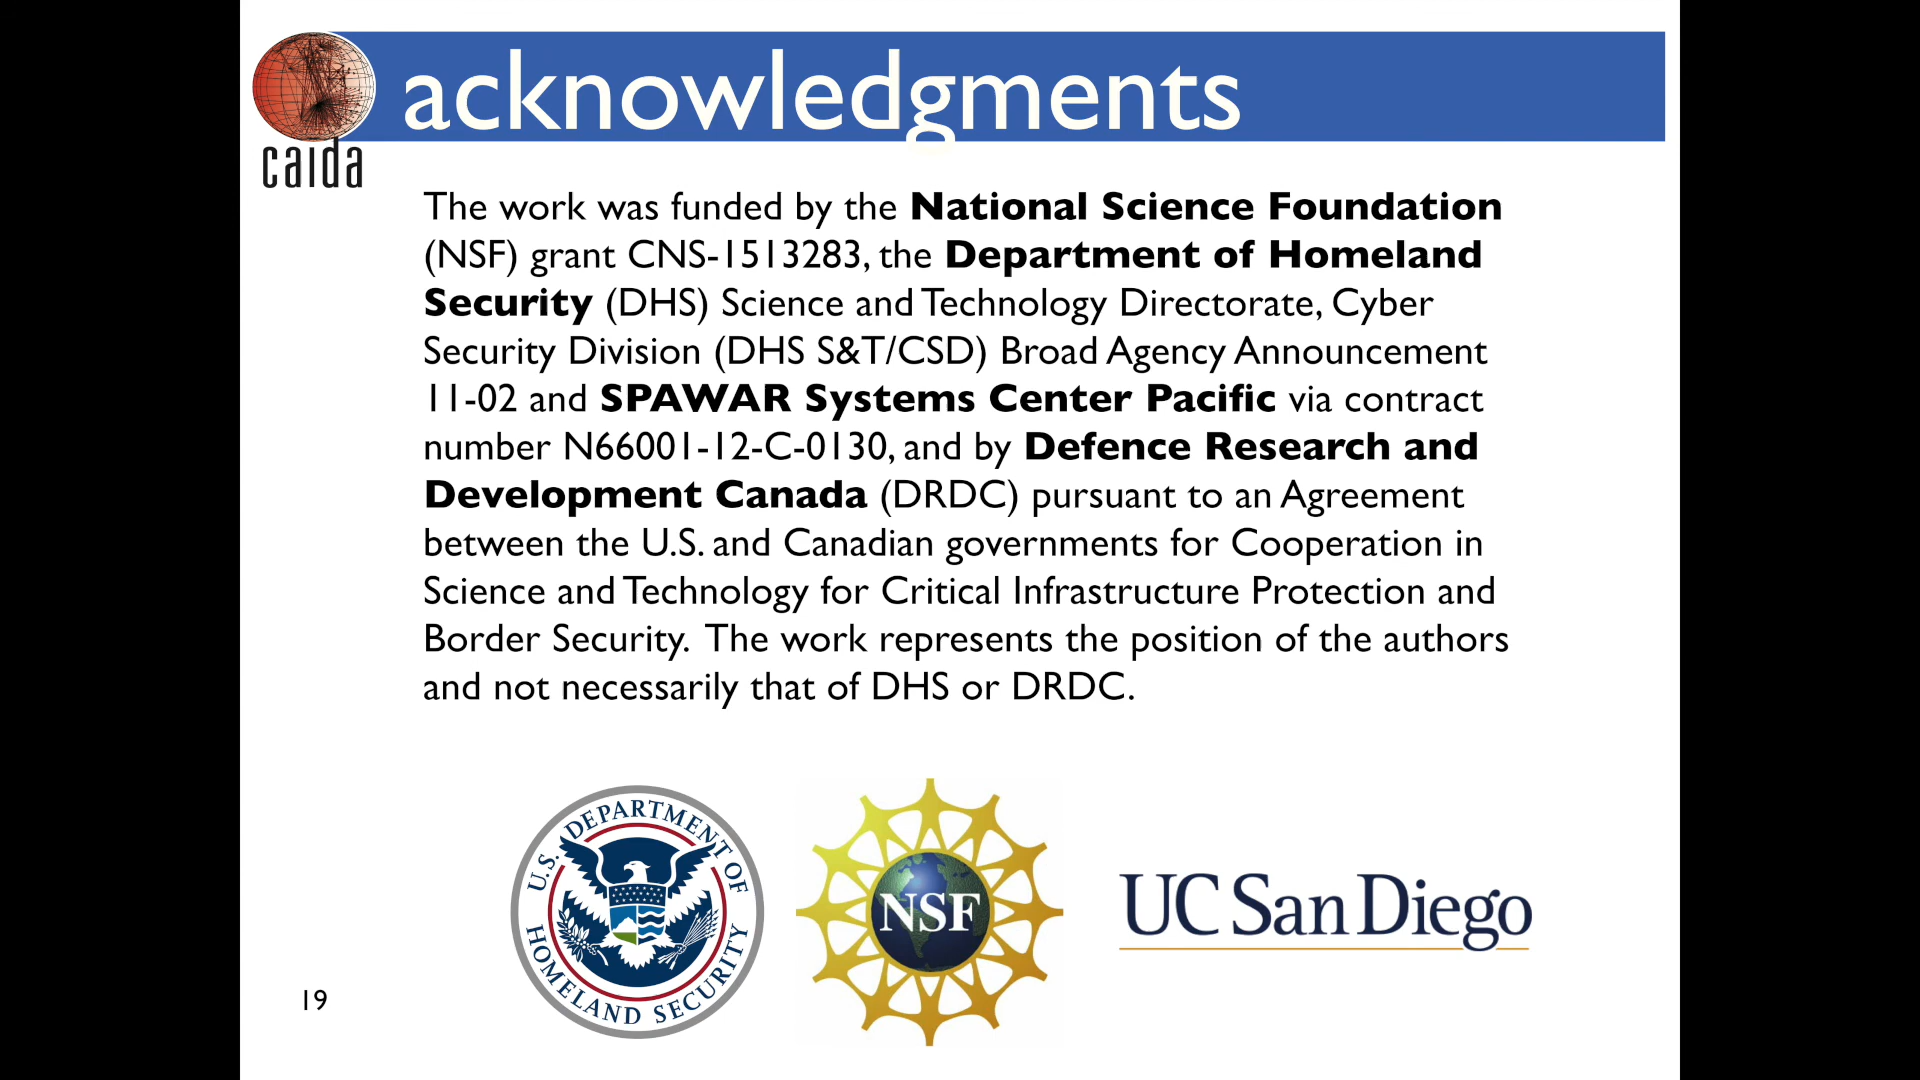 acknowledgments
caida
The work was funded by the National Science Foundation
(NSF) grant CNS-1513283, the Department of Homeland
Security (DHS) Science and Technology Directorate, Cyber
Security Division (DHS S&T/CSD) Broad Agency Announcement
11-02 and SPAWAR Systems Center Pacific via contract
number N66001-12-C-0130, and by Defence Research and
Development Canada (DRDC) pursuant to an Agreement
between the U.S. and Canadian governments for Cooperation in
Science and Technology for Critical Infrastructure Protection and
Border Security. The work represents the position of the authors
and not necessarily that of DHS or DRDC.
U.S. DEPARTMENT OF
HOMELAND SECURITY
NSF
UC San Diego
19